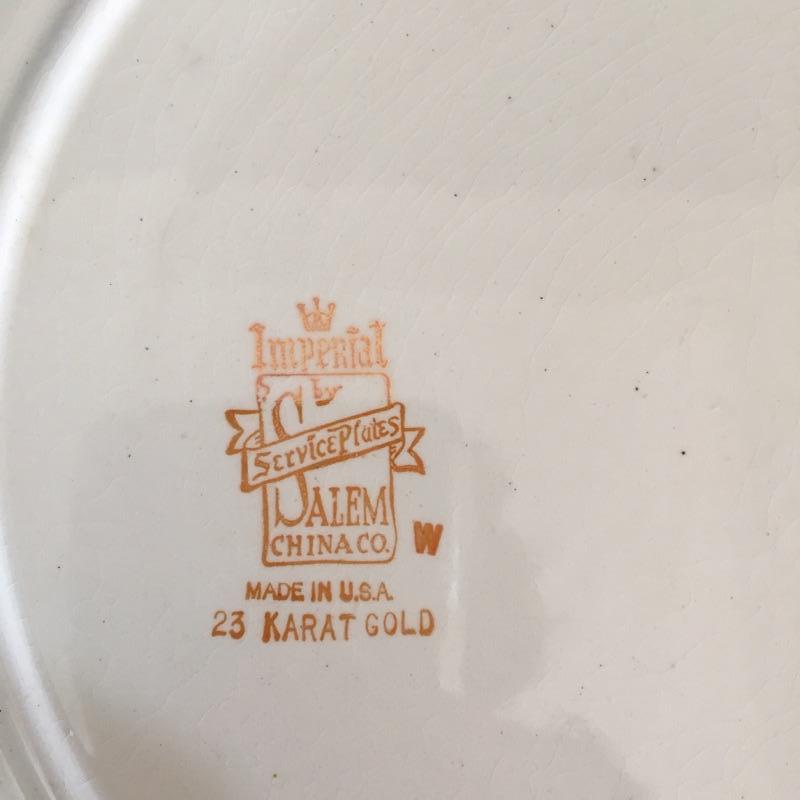 Imperial
by
Service Plates
SALEM
CHINA CO.
W
MADE IN U.S.A.
23 KARAT GOLD